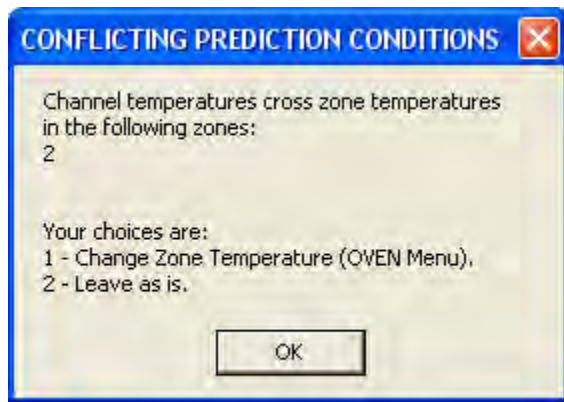 CONFLICTING PREDICTION CONDITIONS
Channel temperatures cross zone temperatures
in the following zones:
2
Your choices are:
1 - Change Zone Temperature (OVEN Menu).
2 - Leave as is.
OK